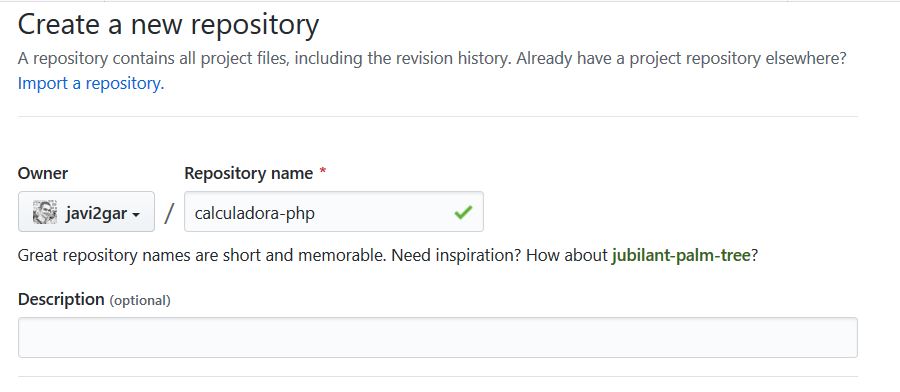 Create a new repository
A repository contains all project files, including the revision history. Already have a project repository elsewhere?
Import a repository.
Owner
Repository name *
javi2gar / calculadora-php
Great repository names are short and memorable. Need inspiration? How about jubilant-palm-tree?
Description (optional)